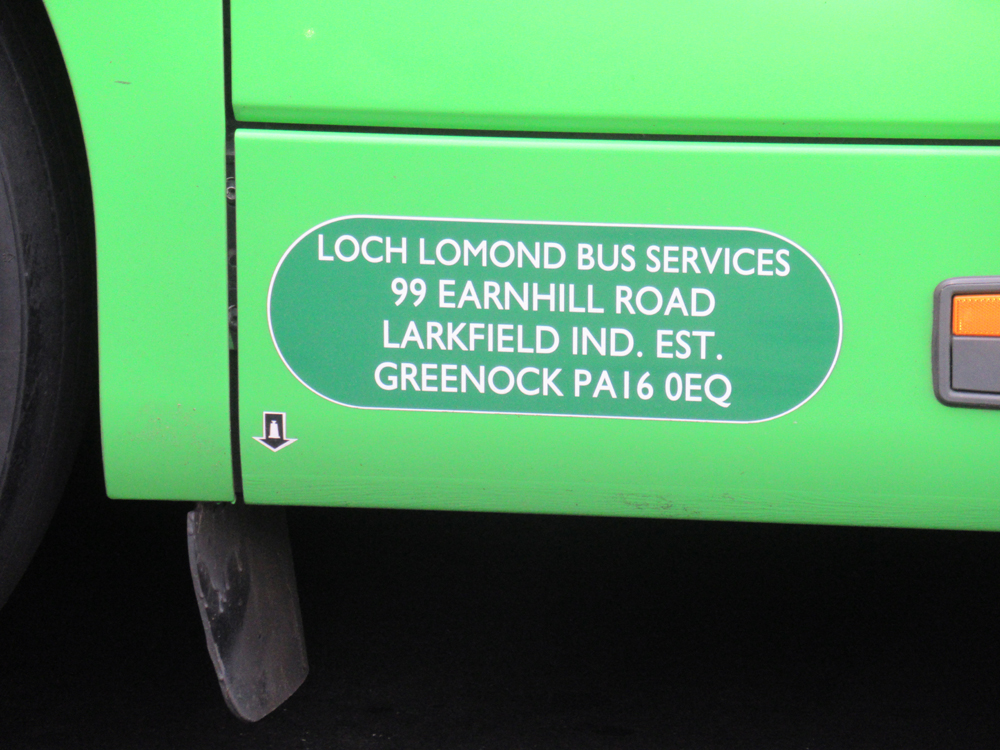 LOCH LOMOND BUS SERVICES
99 EARNHILL ROAD
LARKFIELD IND. EST.
GREENOCK PA16 0EQ